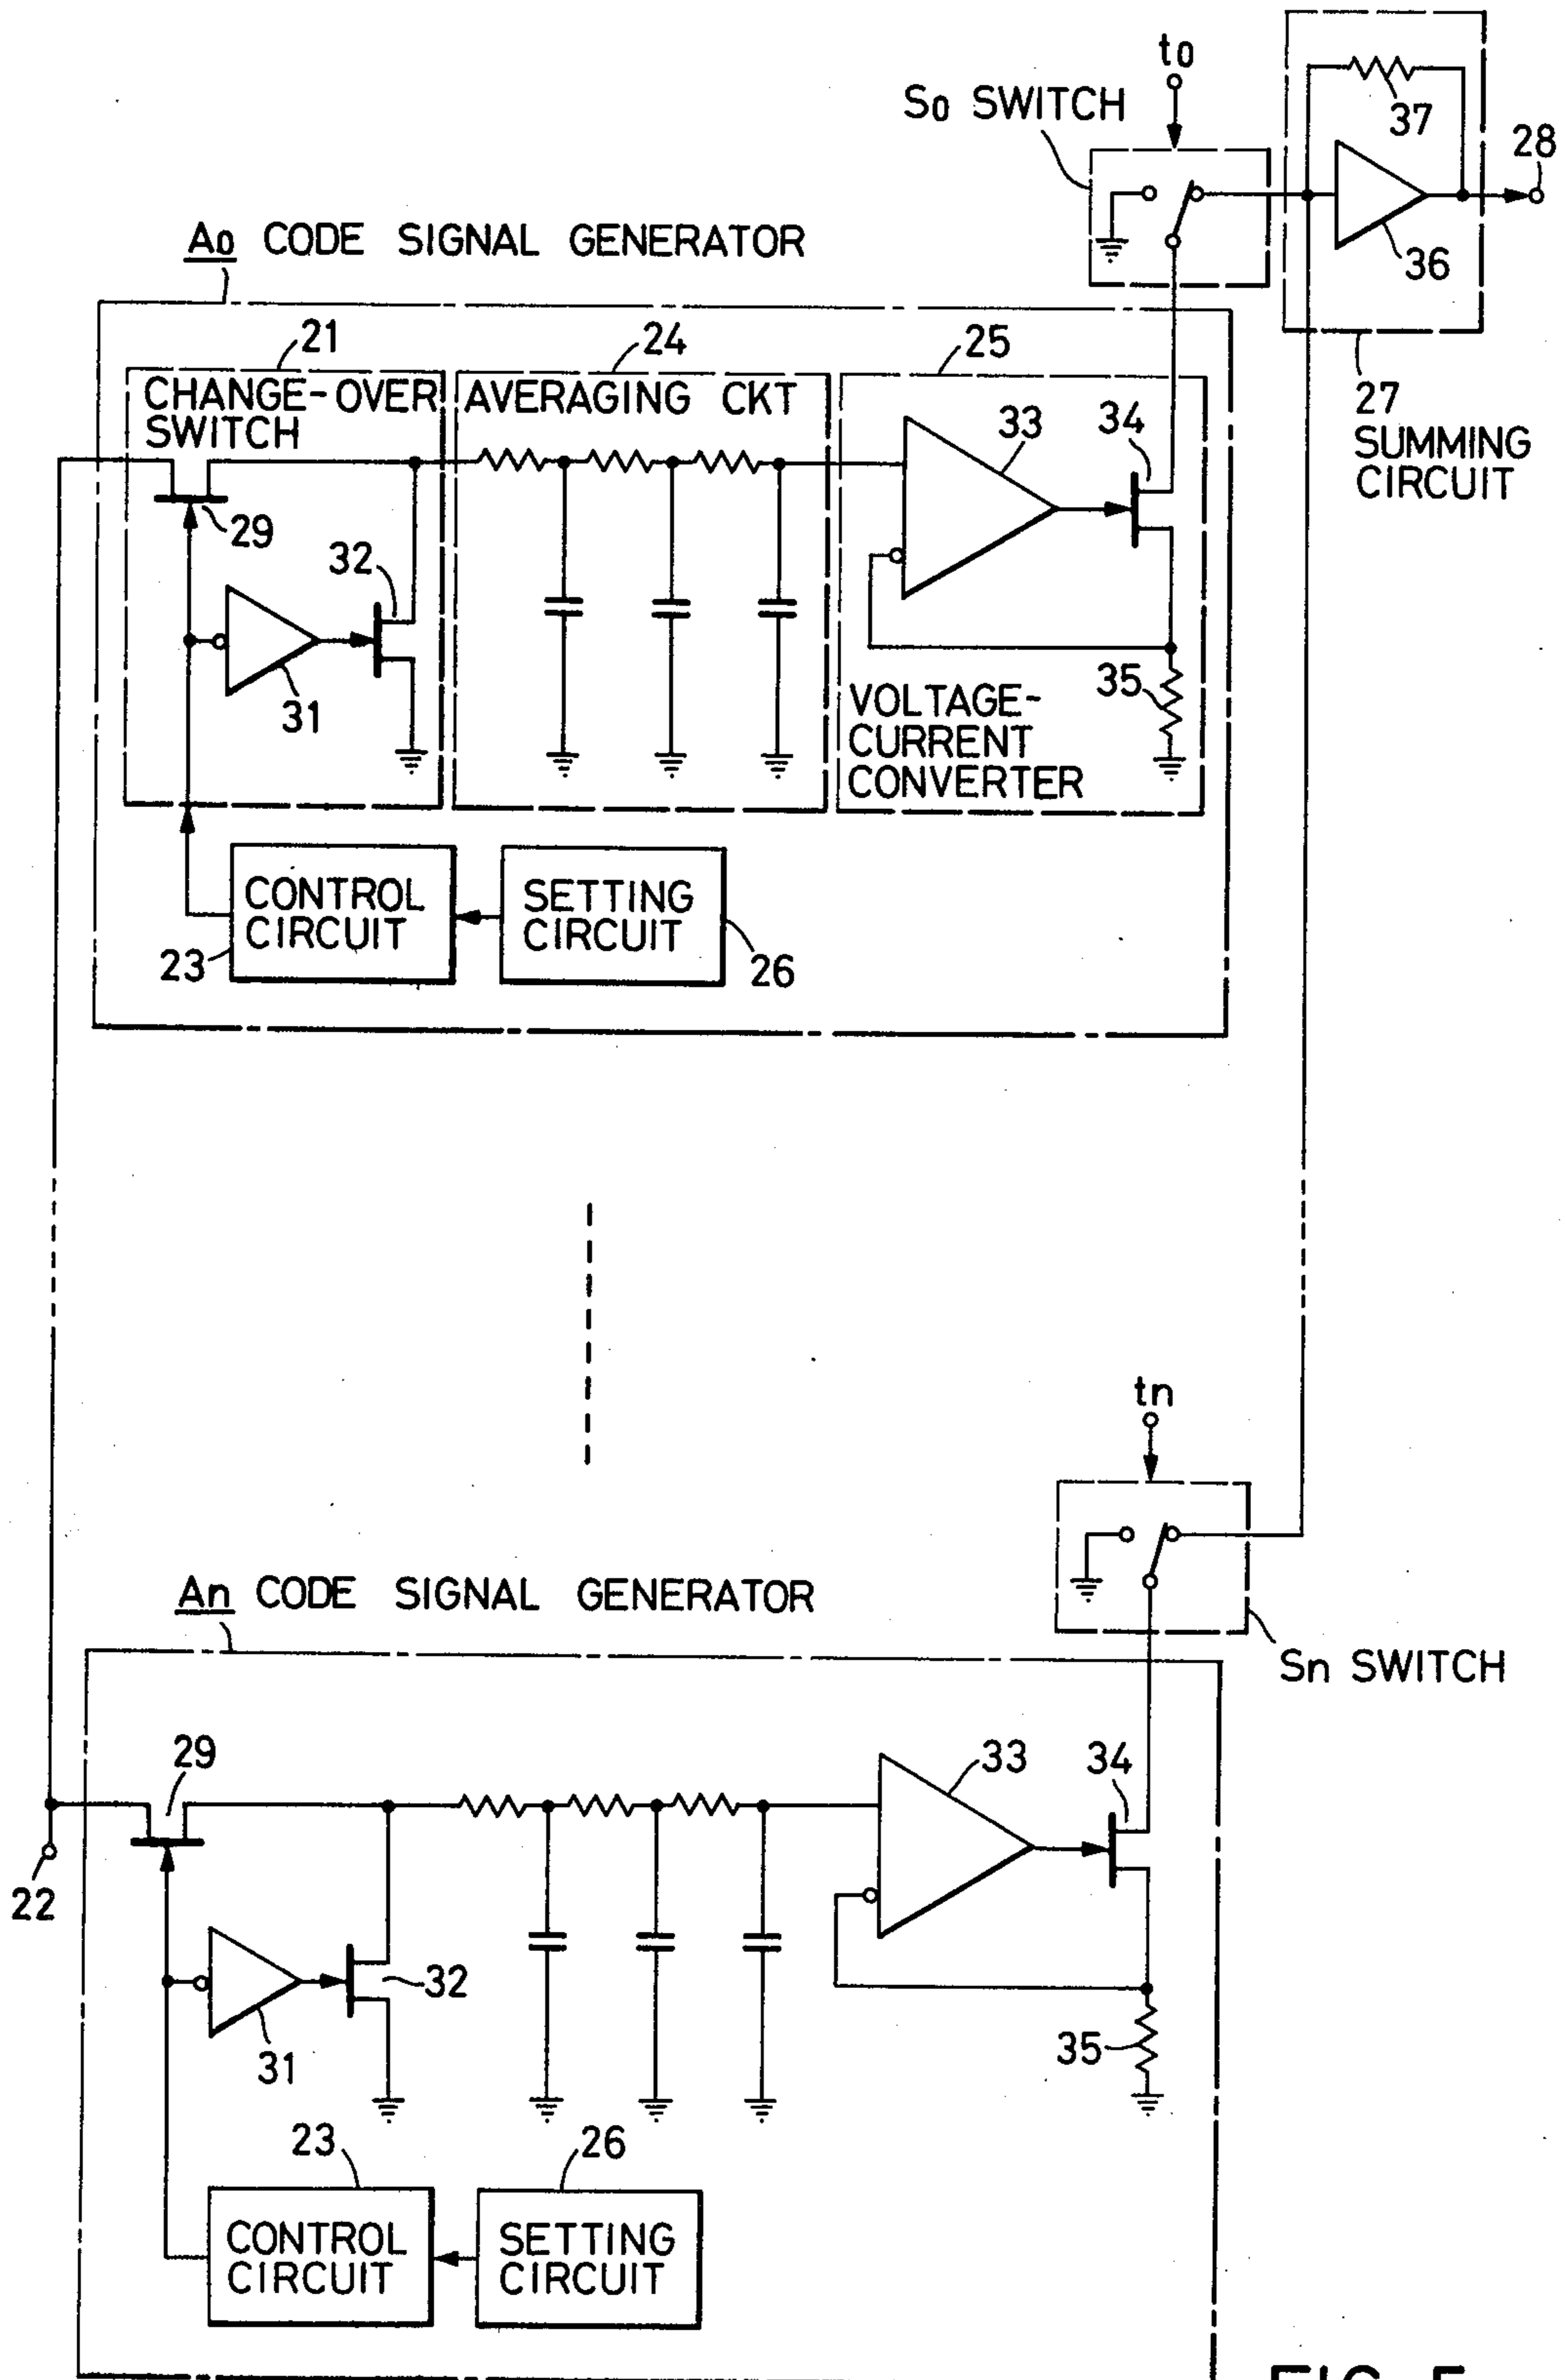 t0
S0 SWITCH
37
28
36
A0 CODE SIGNAL GENERATOR
27
SUMMING
CIRCUIT
21
24
25
CHANGE-OVER
SWITCH
AVERAGING CKT
33
34
29
32
31
35
VOLTAGE-
CURRENT
CONVERTER
CONTROL
CIRCUIT
SETTING
CIRCUIT
23
26
tn
An CODE SIGNAL GENERATOR
Sn SWITCH
29
33
34
22
32
31
35
23
26
CONTROL
CIRCUIT
SETTING
CIRCUIT